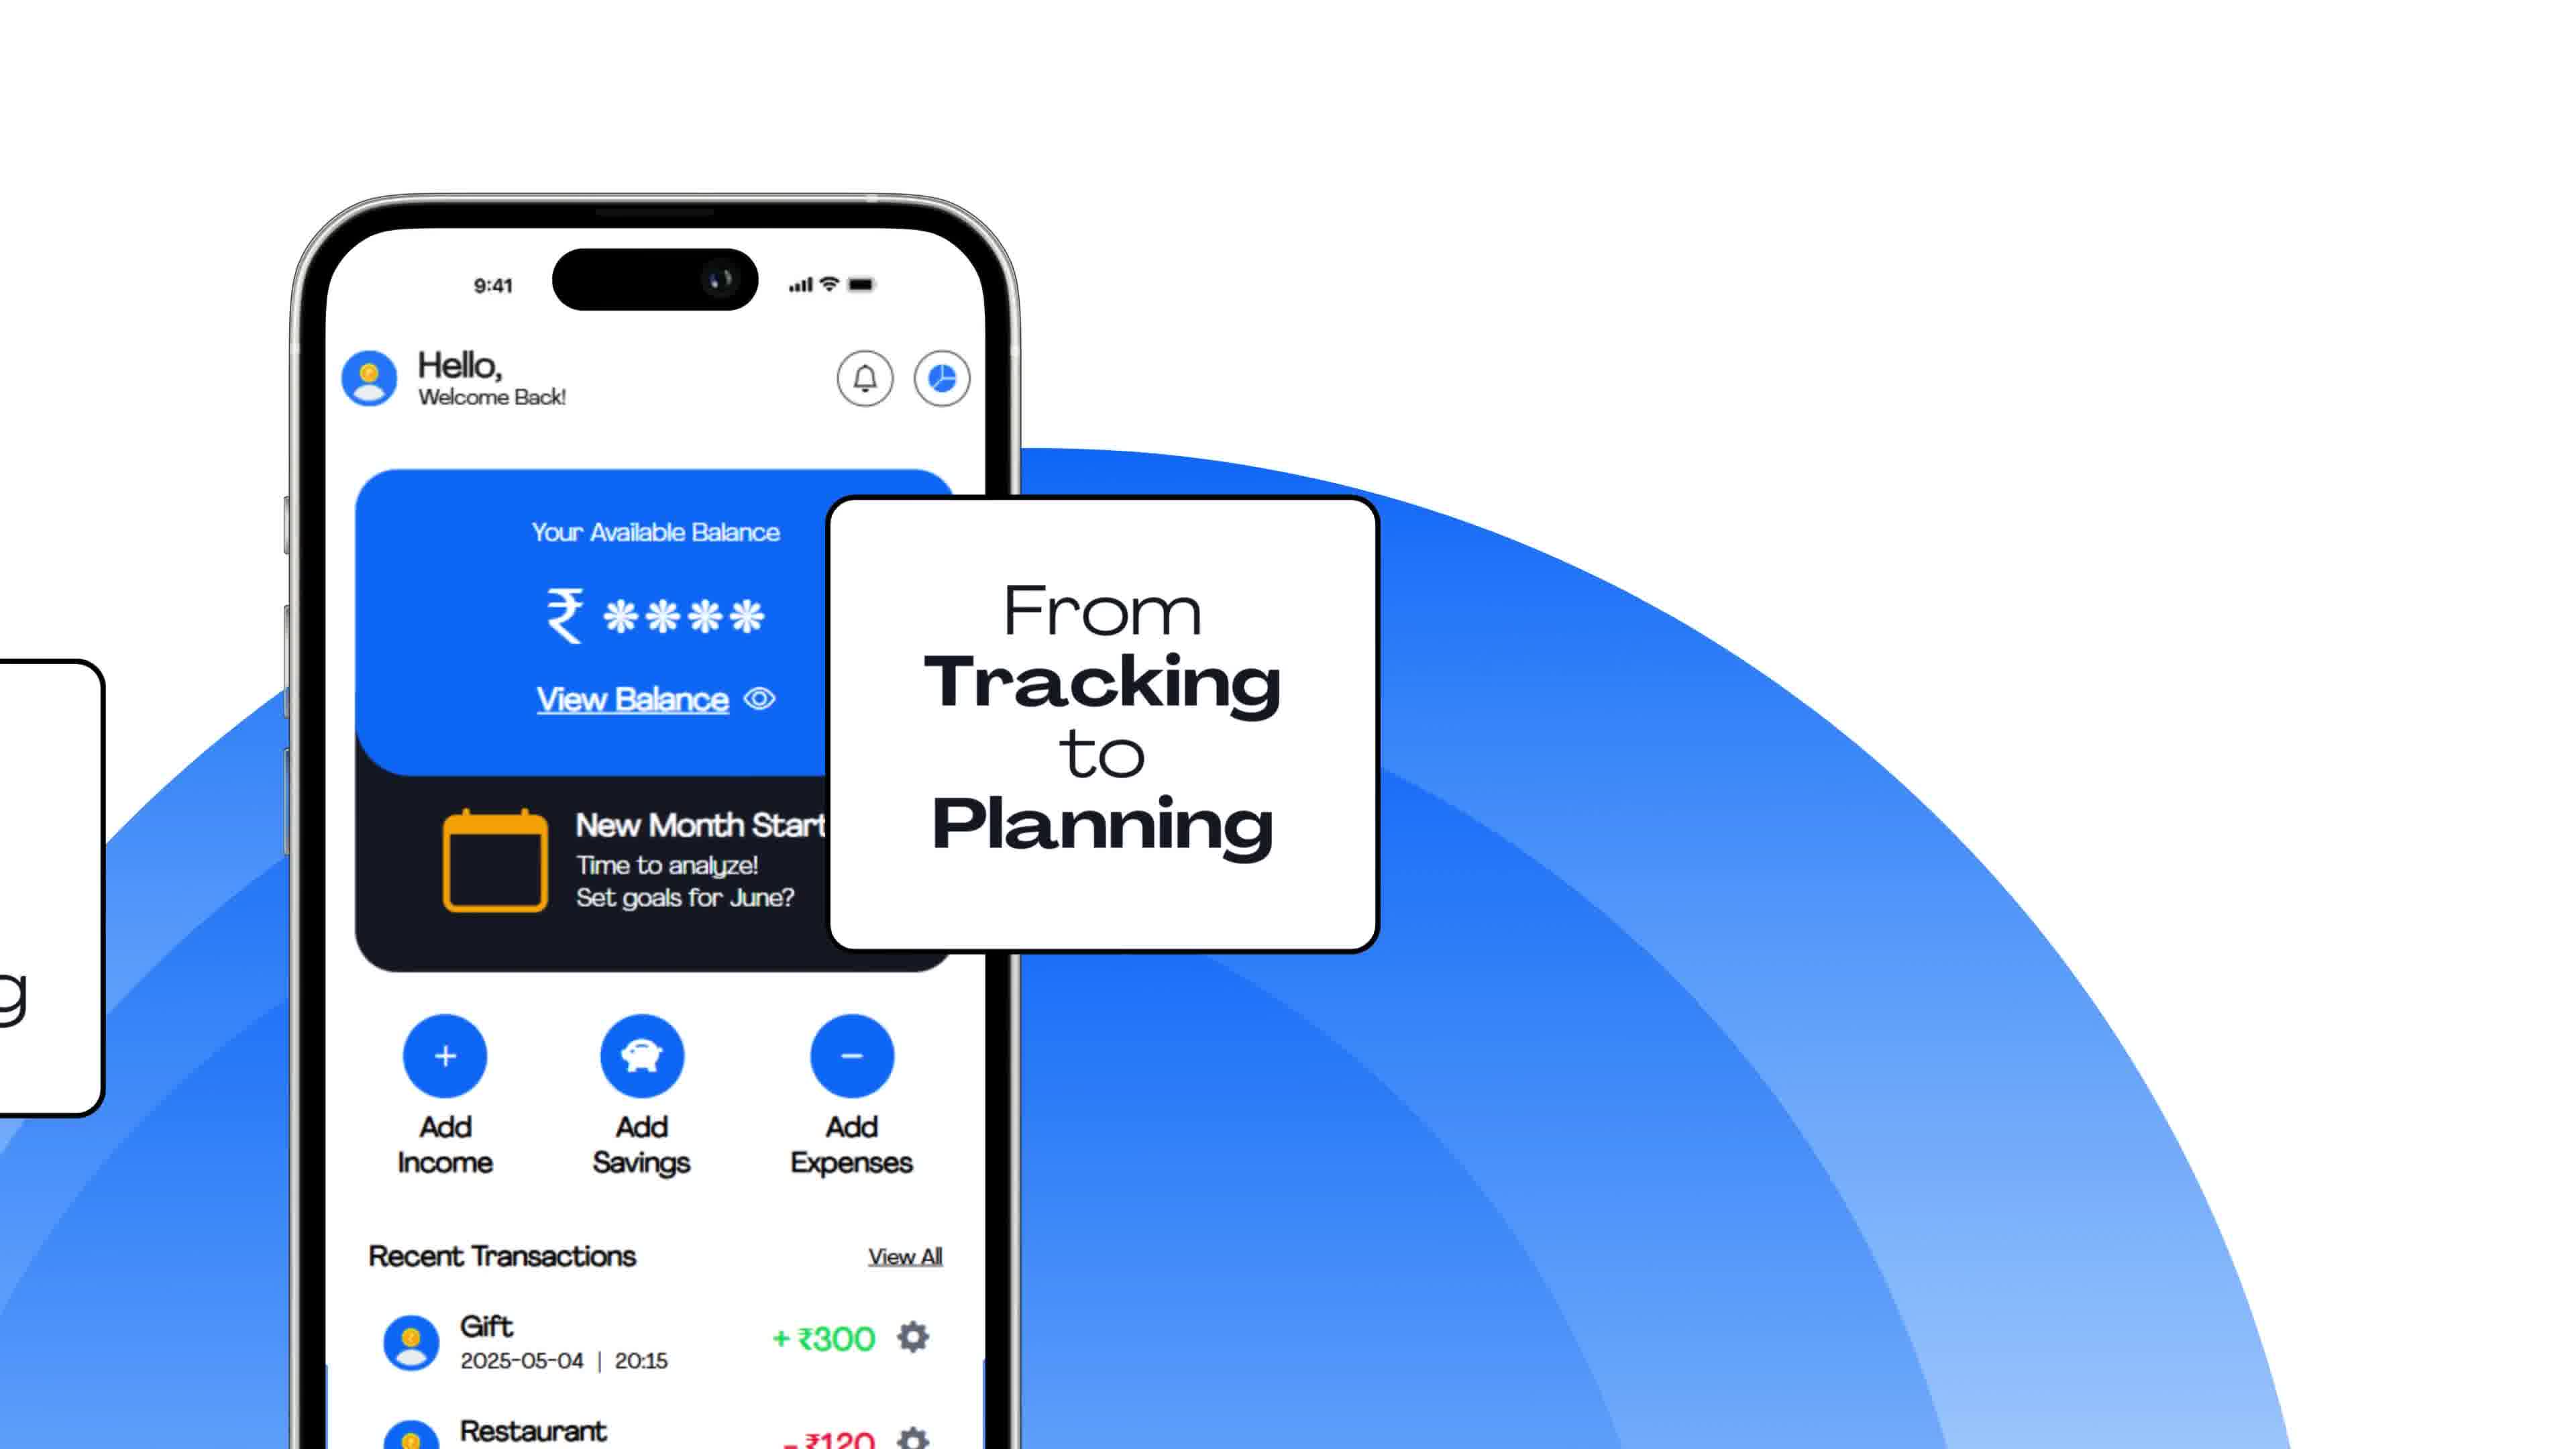 9:41
Hello,
Welcome Back!
Your Available Balance
₹ ****
View Balance
From
Tracking
to
Planning
New Month Start
Time to analyze!
Set goals for June?
g
Add
Income
Add
Savings
Add
Expenses
Recent Transactions
View All
Gift
+ ₹300
2025-05-04 | 20:15
Restaurant
- ₹120